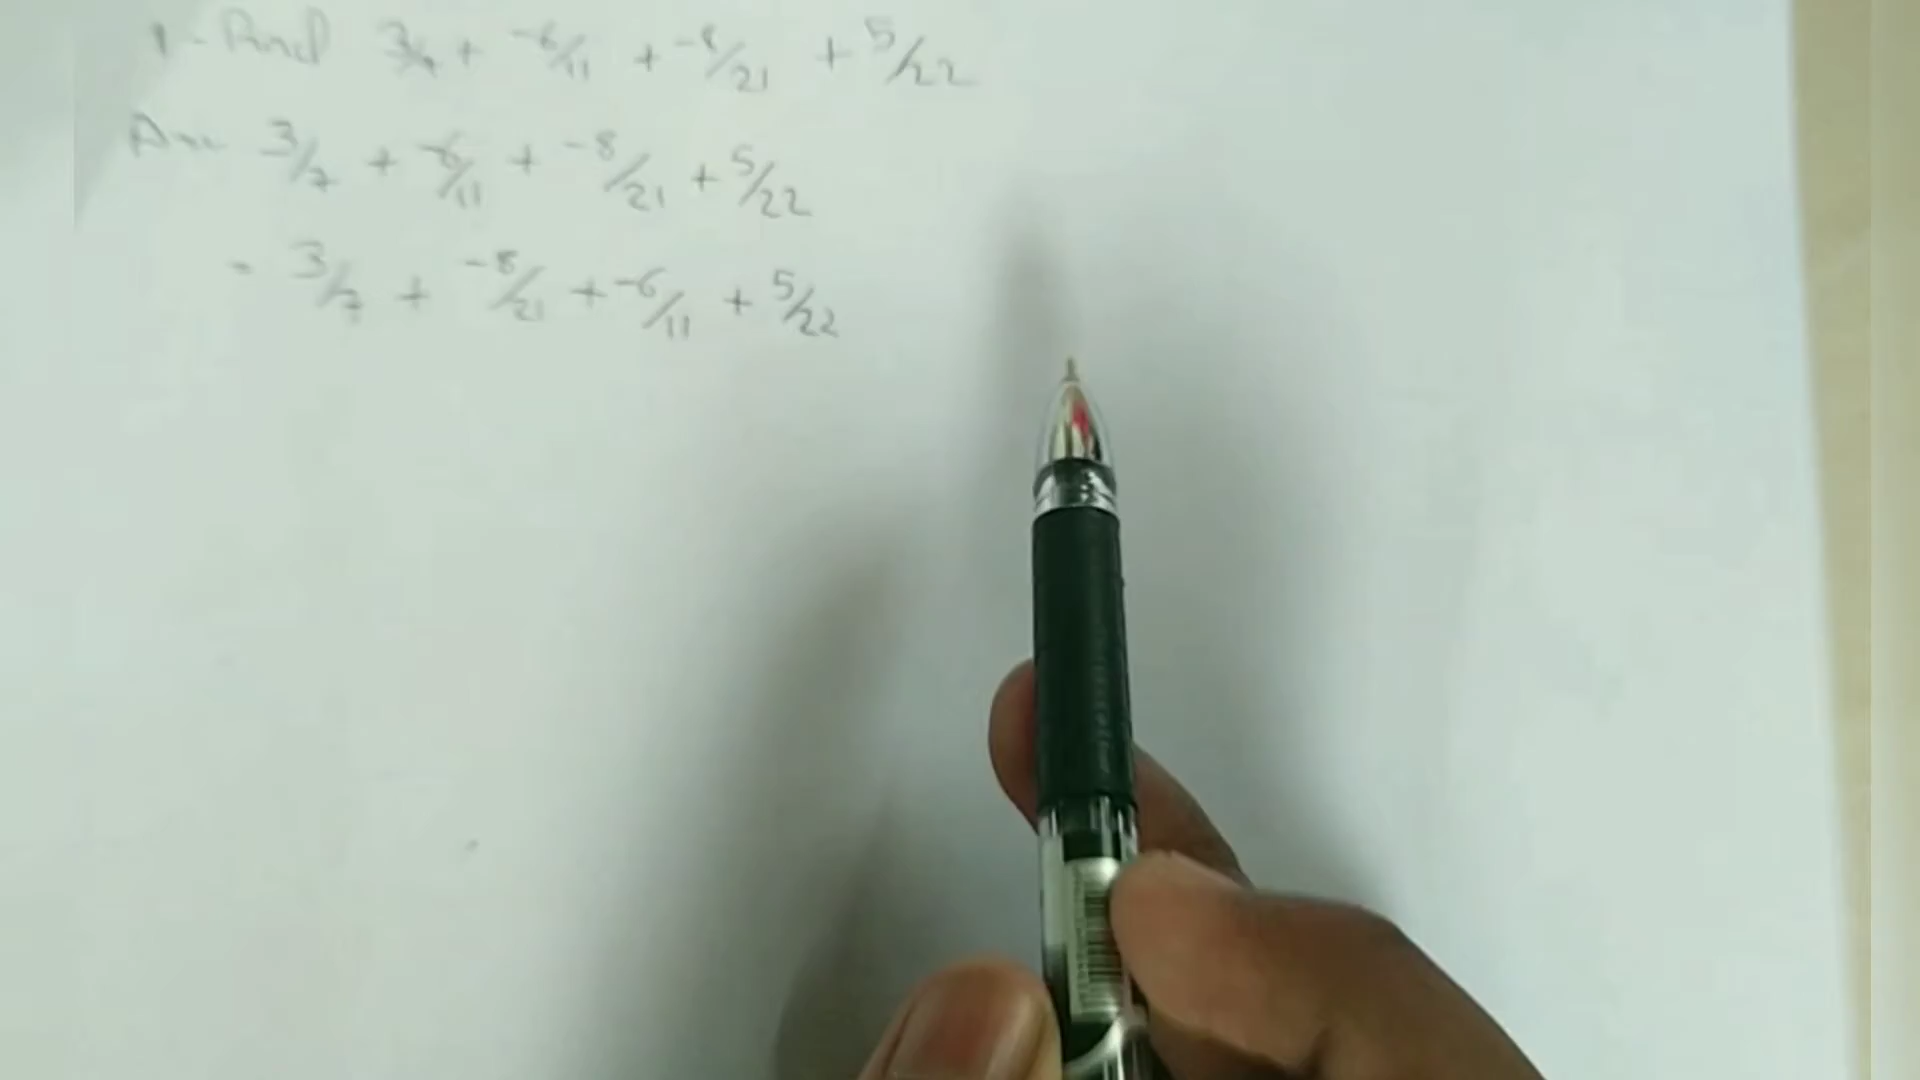 1- Find 3/7 + -6/11 + -8/21 + 5/22
Ans 3/7 + -6/11 + -8/21 + 5/22
= 3/7 + -8/21 + -6/11 + 5/22